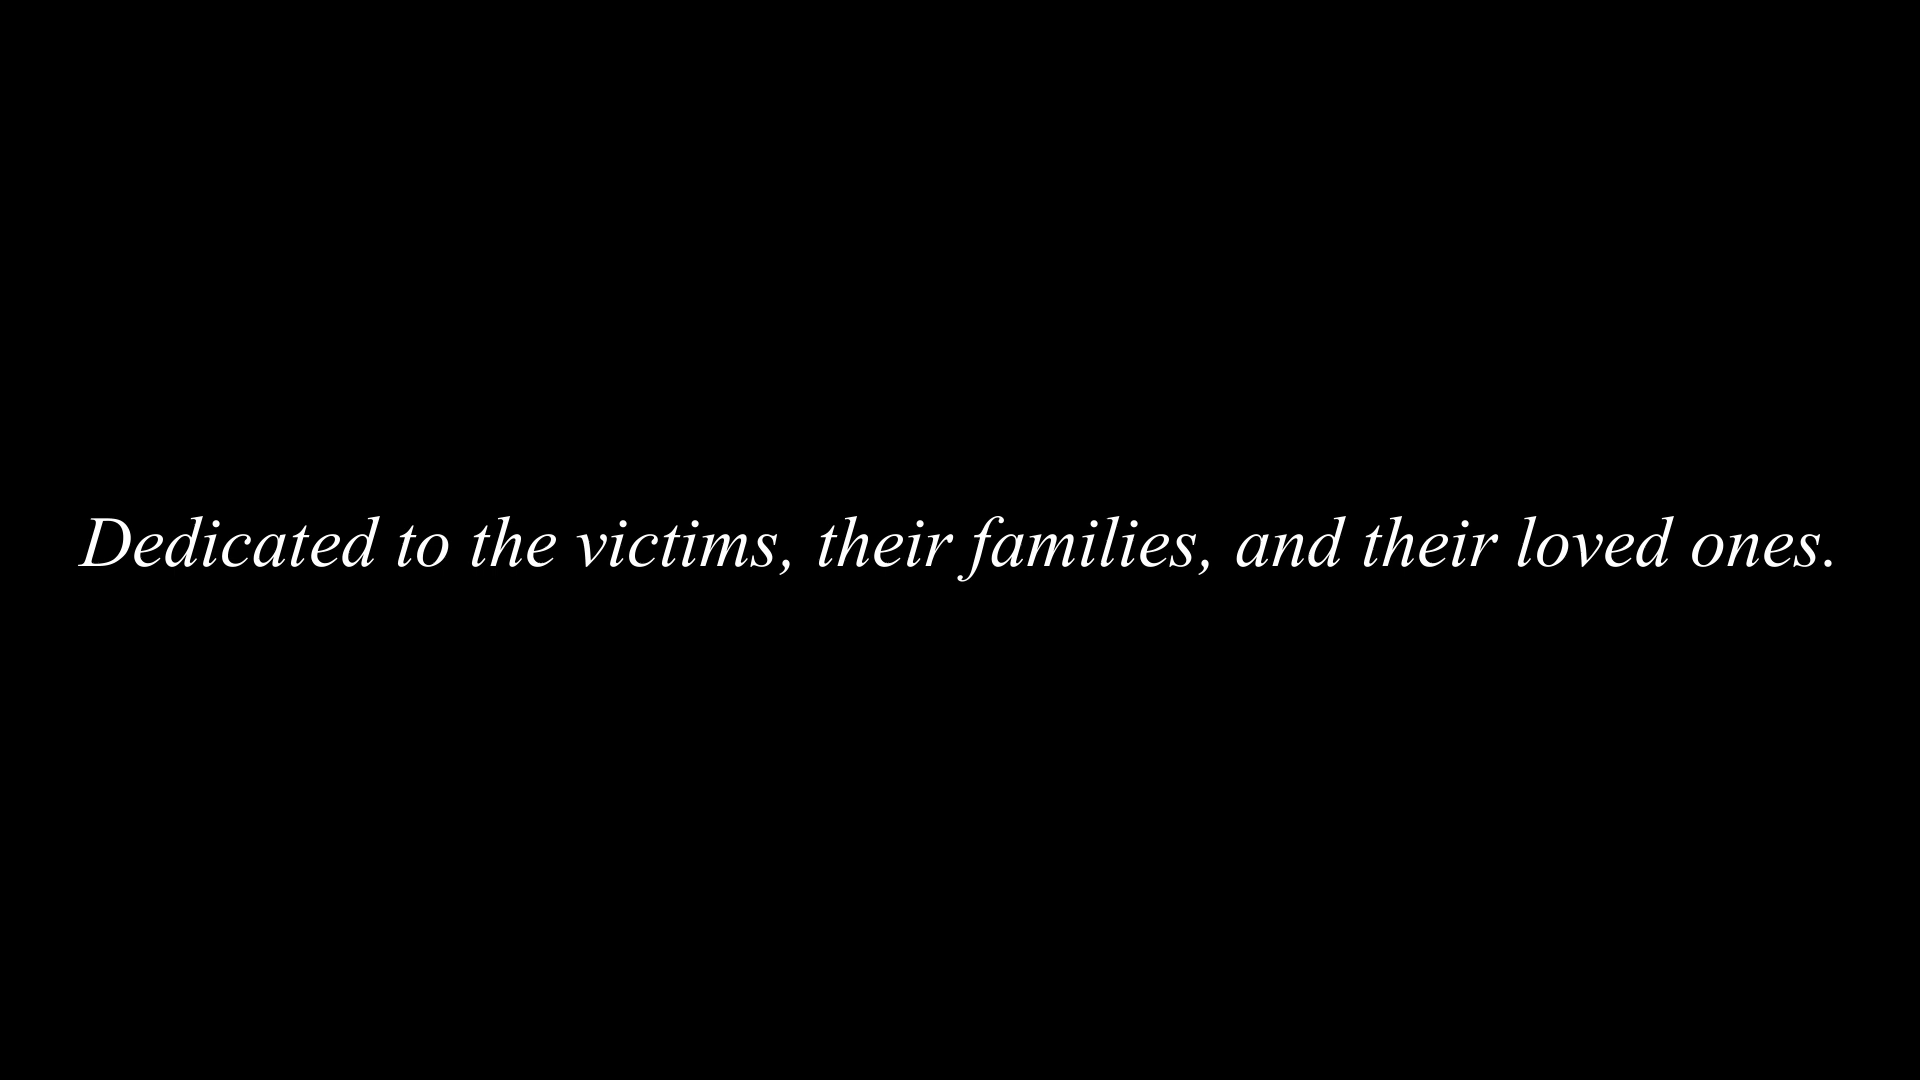 Dedicated to the victims, their families, and their loved ones.